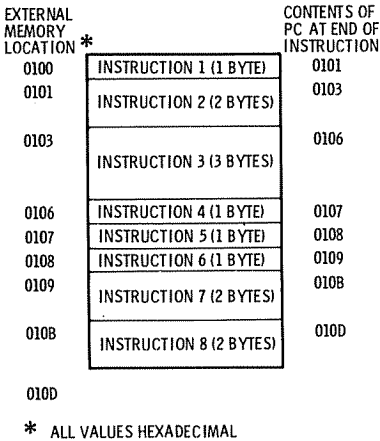 EXTERNAL
MEMORY
LOCATION *
CONTENTS OF
PC AT END OF
INSTRUCTION
0100 INSTRUCTION 1 (1 BYTE) 0101
0101 INSTRUCTION 2 (2 BYTES) 0103
0103 INSTRUCTION 3 (3 BYTES) 0106
0106 INSTRUCTION 4 (1 BYTE) 0107
0107 INSTRUCTION 5 (1 BYTE) 0108
0108 INSTRUCTION 6 (1 BYTE) 0109
0109 INSTRUCTION 7 (2 BYTES) 010B
010B INSTRUCTION 8 (2 BYTES) 010D
010D
* ALL VALUES HEXADECIMAL